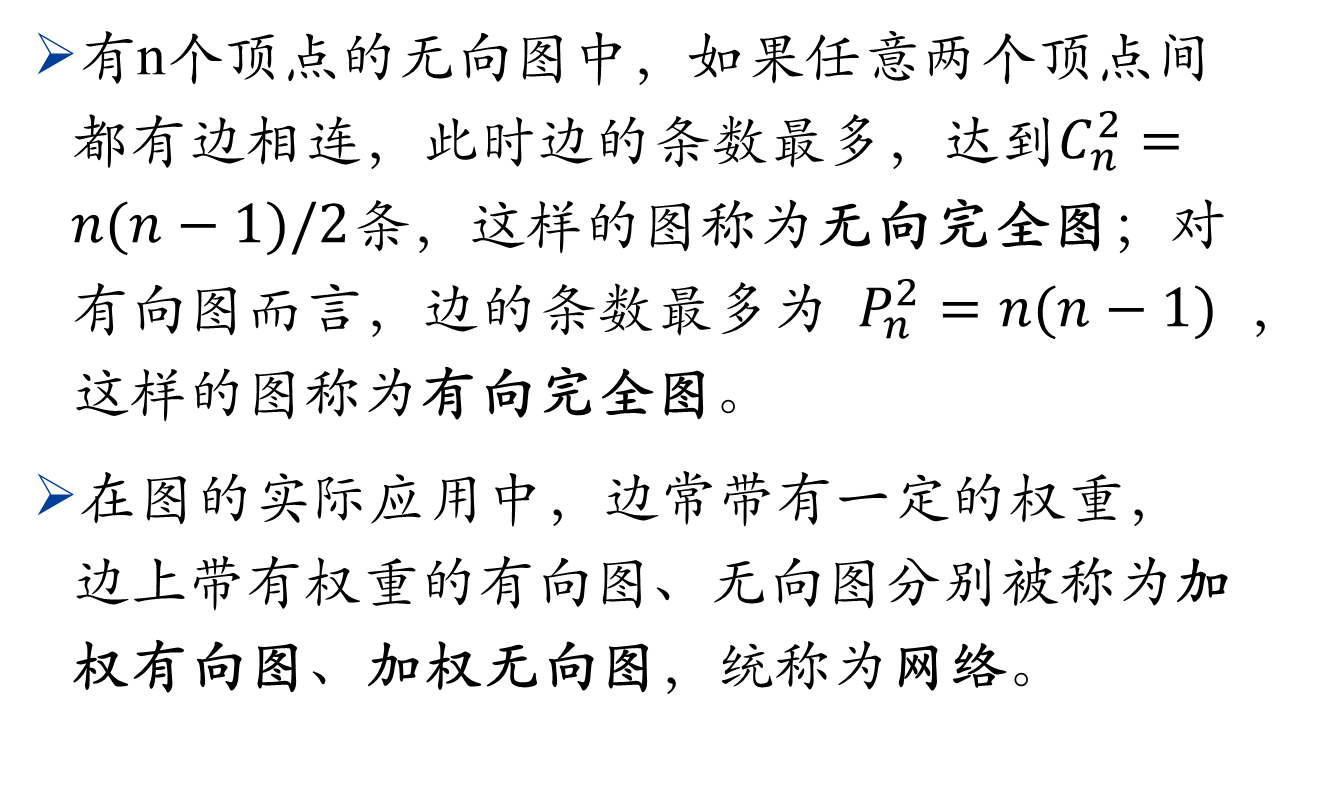 ➢有n个顶点的无向图中，如果任意两个顶点间
都有边相连，此时边的条数最多，达到$C_n^2 =$
$n(n-1)/2$条，这样的图称为无向完全图；对
有向图而言，边的条数最多为 $P_n^2 = n(n-1)$ ，
这样的图称为有向完全图。
➢在图的实际应用中，边常带有一定的权重，
边上带有权重的有向图、无向图分别被称为加
权有向图、加权无向图，统称为网络。